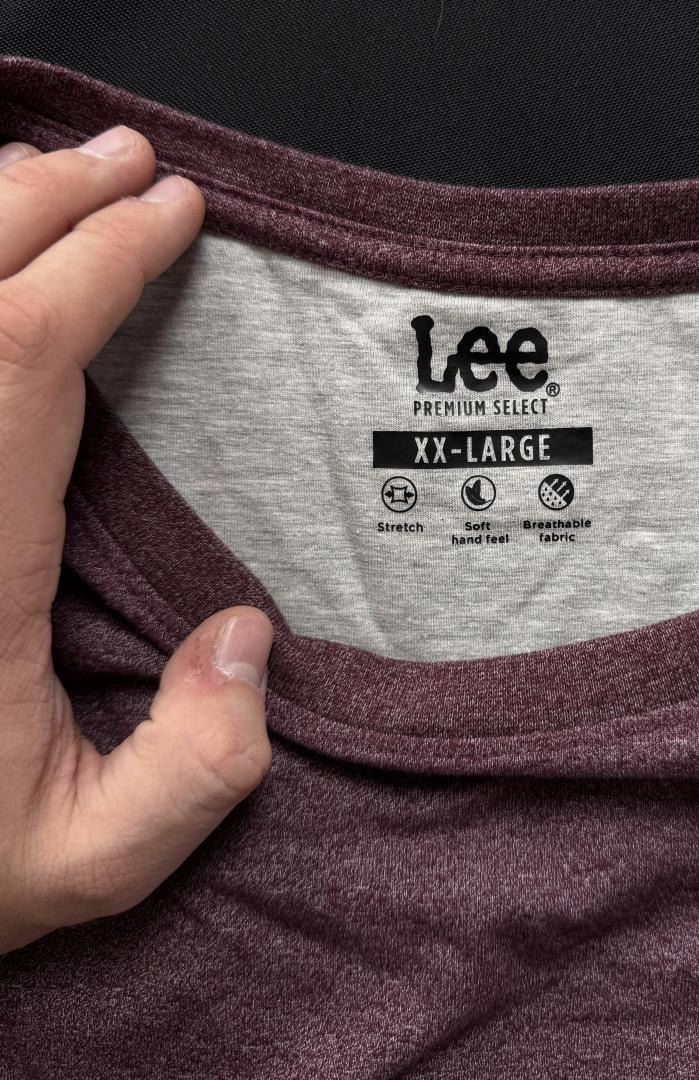 Lee®
PREMIUM SELECT
XX-LARGE
Stretch
Soft
hand feel
Breathable
fabric